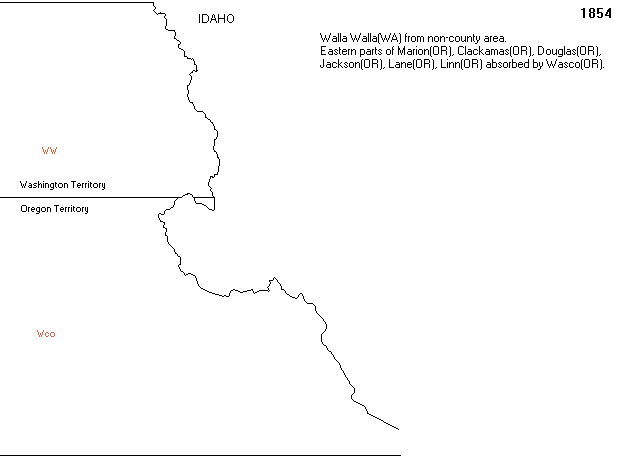 1854
IDAHO
Walla Walla(WA) from non-county area.
Eastern parts of Marion(OR), Clackamas(OR), Douglas(OR),
Jackson(OR), Lane(OR), Linn(OR) absorbed by Wasco(OR).
WW
Washington Territory
Oregon Territory
Wco